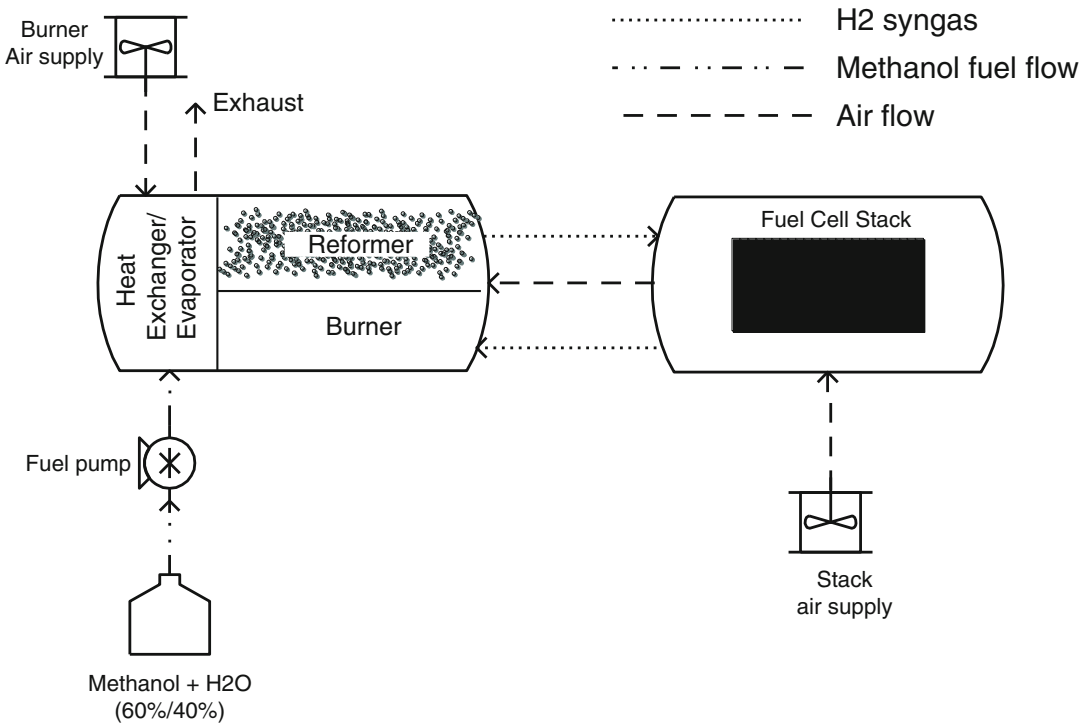 Burner
Air supply
Exhaust
H2 syngas
Methanol fuel flow
Air flow
Heat
Exchanger/
Evaporator
Reformer
Burner
Fuel Cell Stack
Fuel pump
Stack
air supply
Methanol + H2O
(60%/40%)